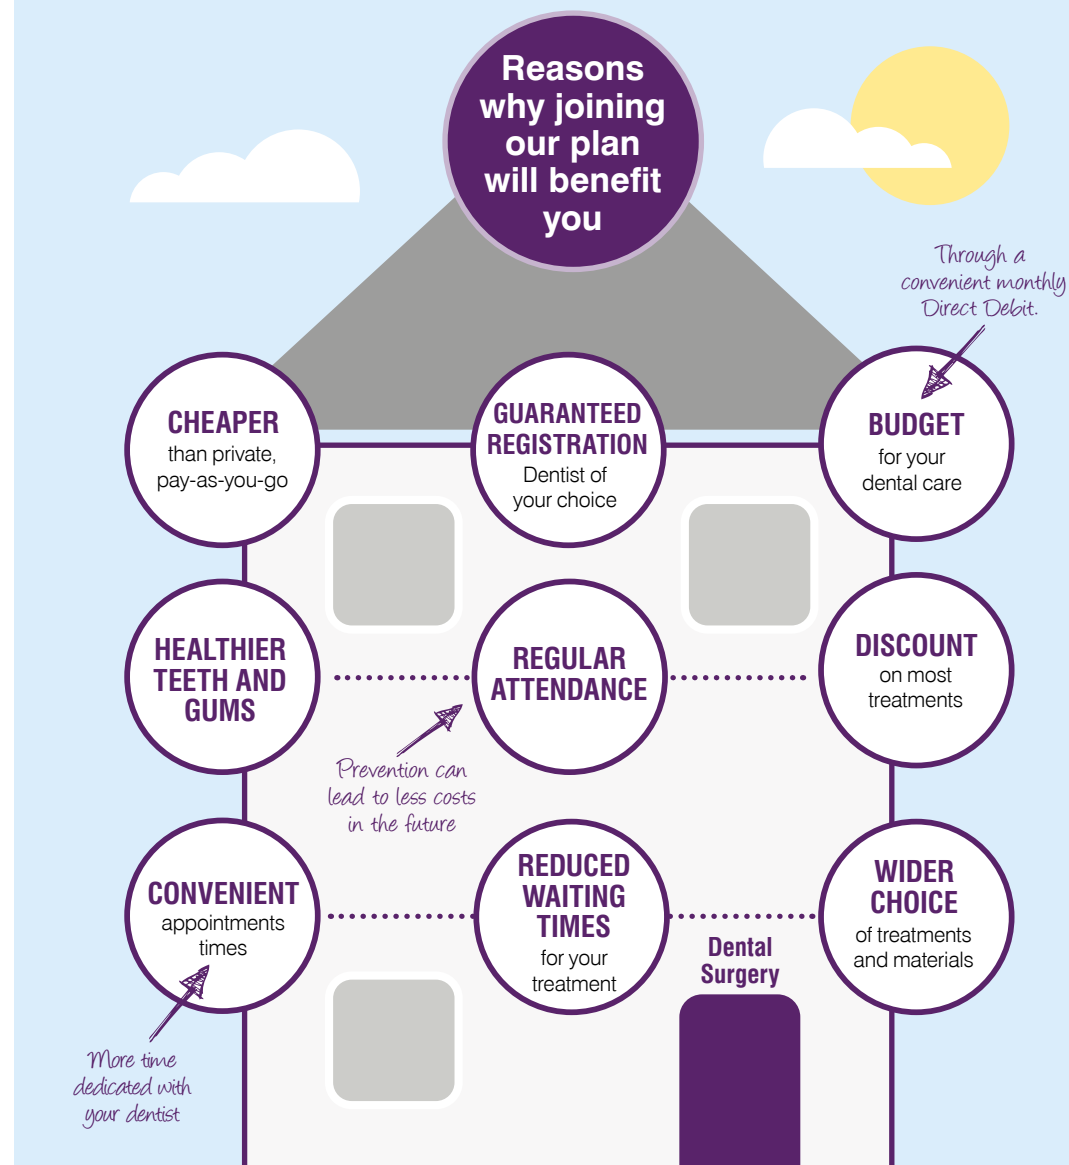 Reasons
why joining
our plan
will benefit
you
Through a
convenient monthly
Direct Debit.
CHEAPER
than private,
pay-as-you-go
GUARANTEED
REGISTRATION
Dentist of
your choice
BUDGET
for your
dental care
HEALTHIER
TEETH AND
GUMS
REGULAR
ATTENDANCE
DISCOUNT
on most
treatments
Prevention can
lead to less costs
in the future
CONVENIENT
appointments
times
REDUCED
WAITING
TIMES
for your
treatment
WIDER
CHOICE
of treatments
and materials
Dental
Surgery
More time
dedicated with
your dentist